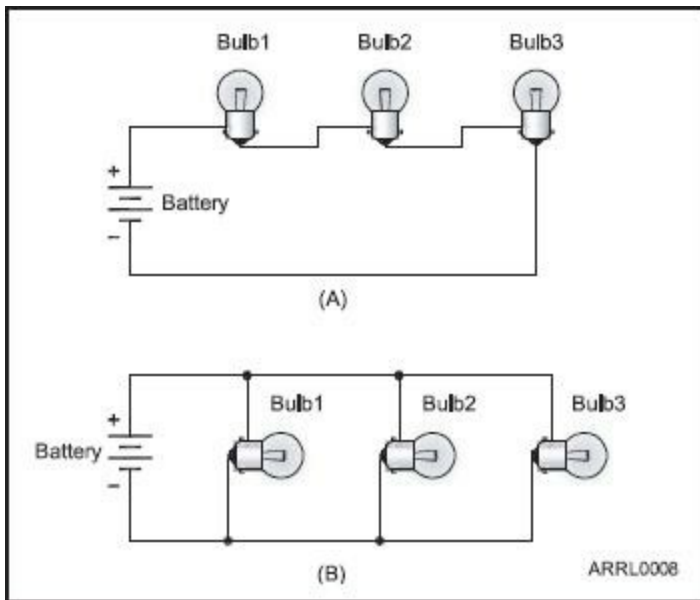 Bulb1 Bulb2 Bulb3
+
Battery
–
(A)
Bulb1 Bulb2 Bulb3
+
Battery
–
(B)
ARRL0008